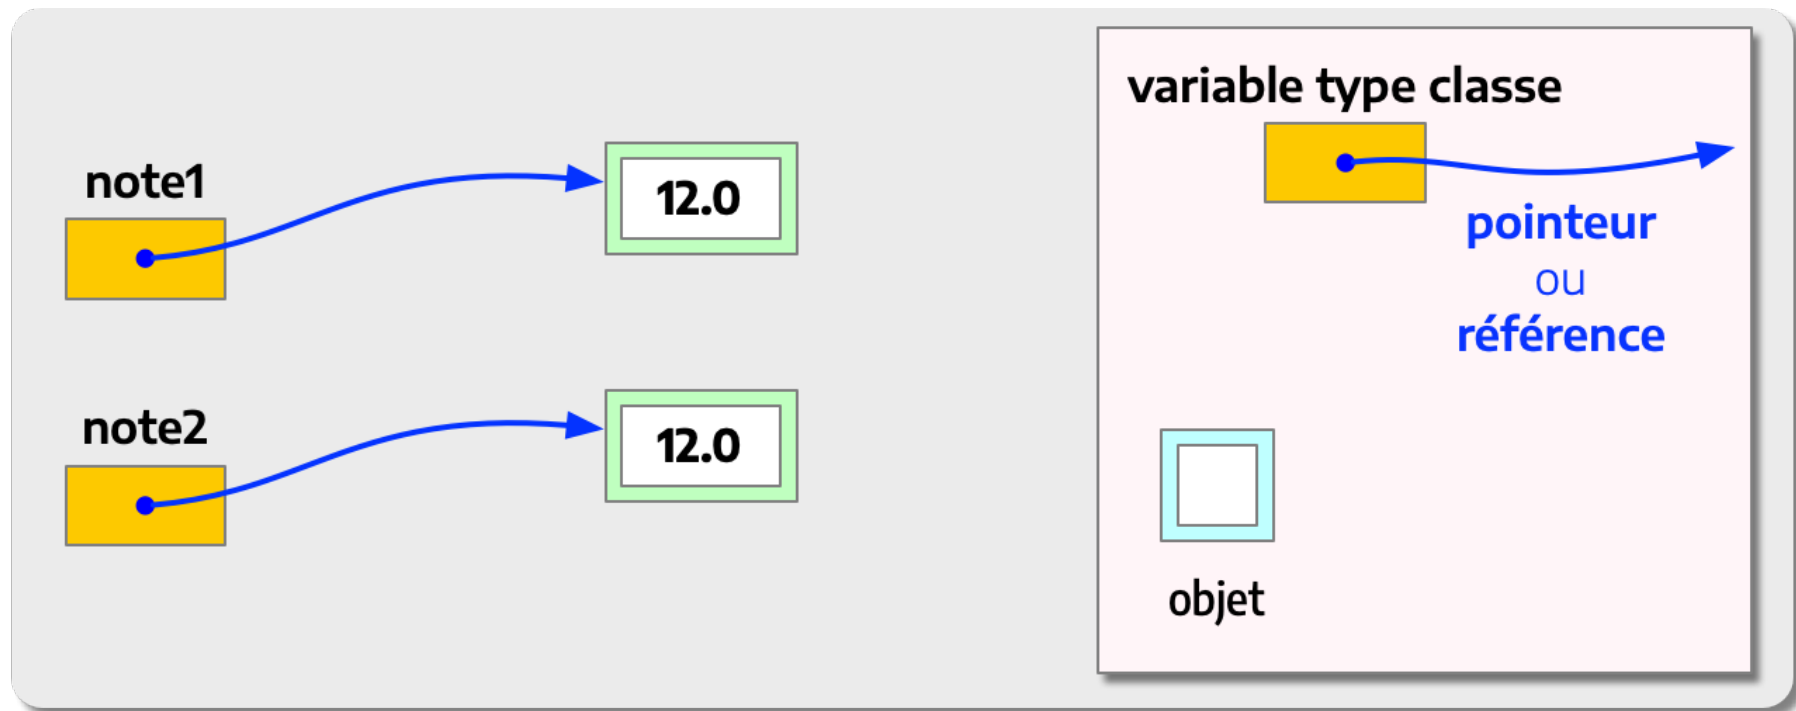 note1
12.0
note2
12.0
variable type classe
pointeur
ou
référence
objet